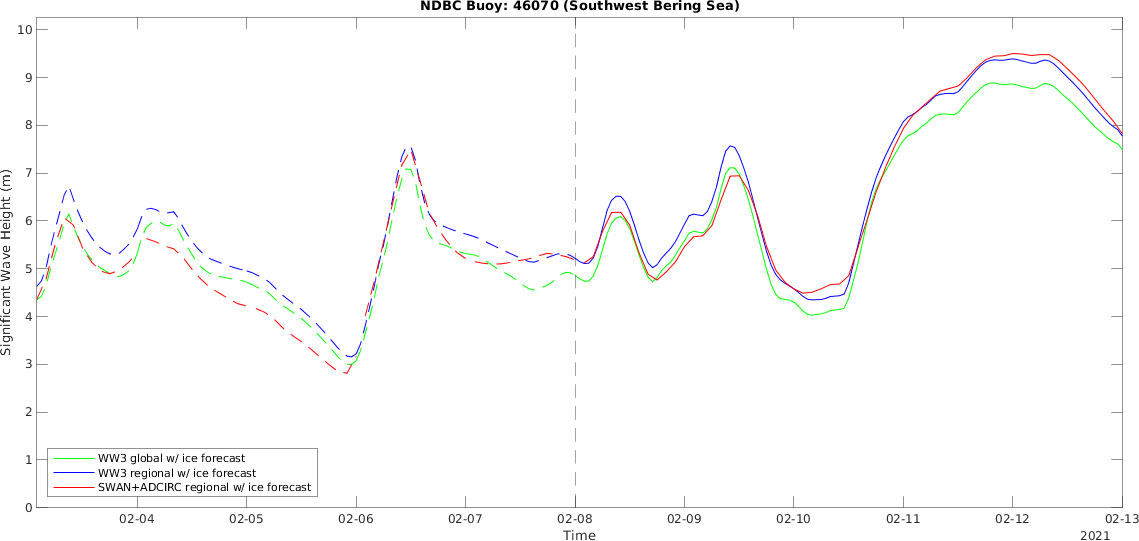 NDBC Buoy: 46070 (Southwest Bering Sea)
Significant Wave Height (m)
10
9
8
7
6
5
4
3
2
1
0
WW3 global w/ ice forecast
WW3 regional w/ ice forecast
SWAN+ADCIRC regional w/ ice forecast
02-04 02-05 02-06 02-07 02-08 02-09 02-10 02-11 02-12 02-13
Time
2021